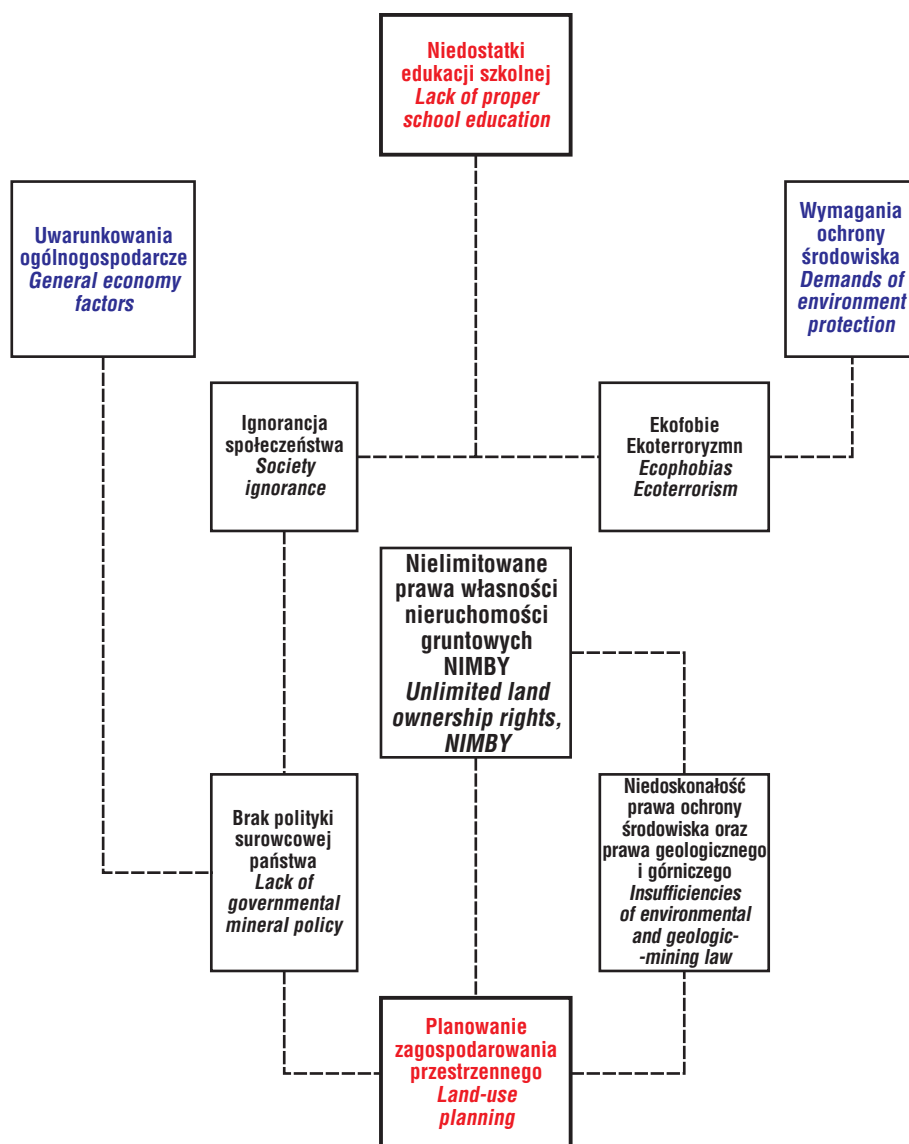 Niedostatki
edukacji szkolnej
Lack of proper
school education
Uwarunkowania
ogólnogospodarcze
General economy
factors
Wymagania
ochrony
środowiska
Demands of
environment
protection
Ignorancja
społeczeństwa
Society
ignorance
Ekofobie
Ekoterroryzmn
Ecophobias
Ecoterrorism
Nielimitowane
prawa własności
nieruchomości
gruntowych
NIMBY
Unlimited land
ownership rights,
NIMBY
Brak polityki
surowcowej
państwa
Lack of
governmental
mineral policy
Niedoskonałość
prawa ochrony
środowiska oraz
prawa geologicznego
i górniczego
Insufficiencies
of environmental
and geologic-
-mining law
Planowanie
zagospodarowania
przestrzennego
Land-use
planning